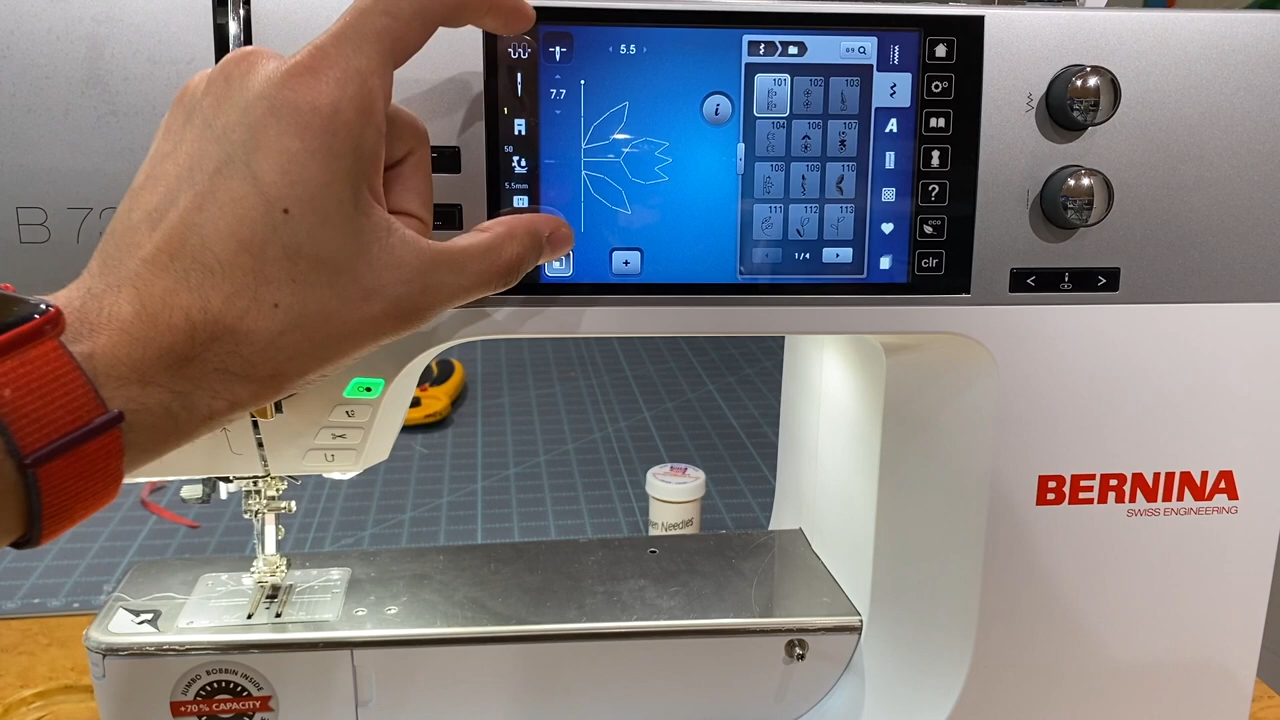 5.5
7.7
1
50
5.5mm
i
+
101
102
103
104
106
107
108
109
110
111
112
113
1/4
A
?
eco
clr
B 7
BERNINA
SWISS ENGINEERING
Needles
JUMBO BOBBIN INSIDE
+70% CAPACITY